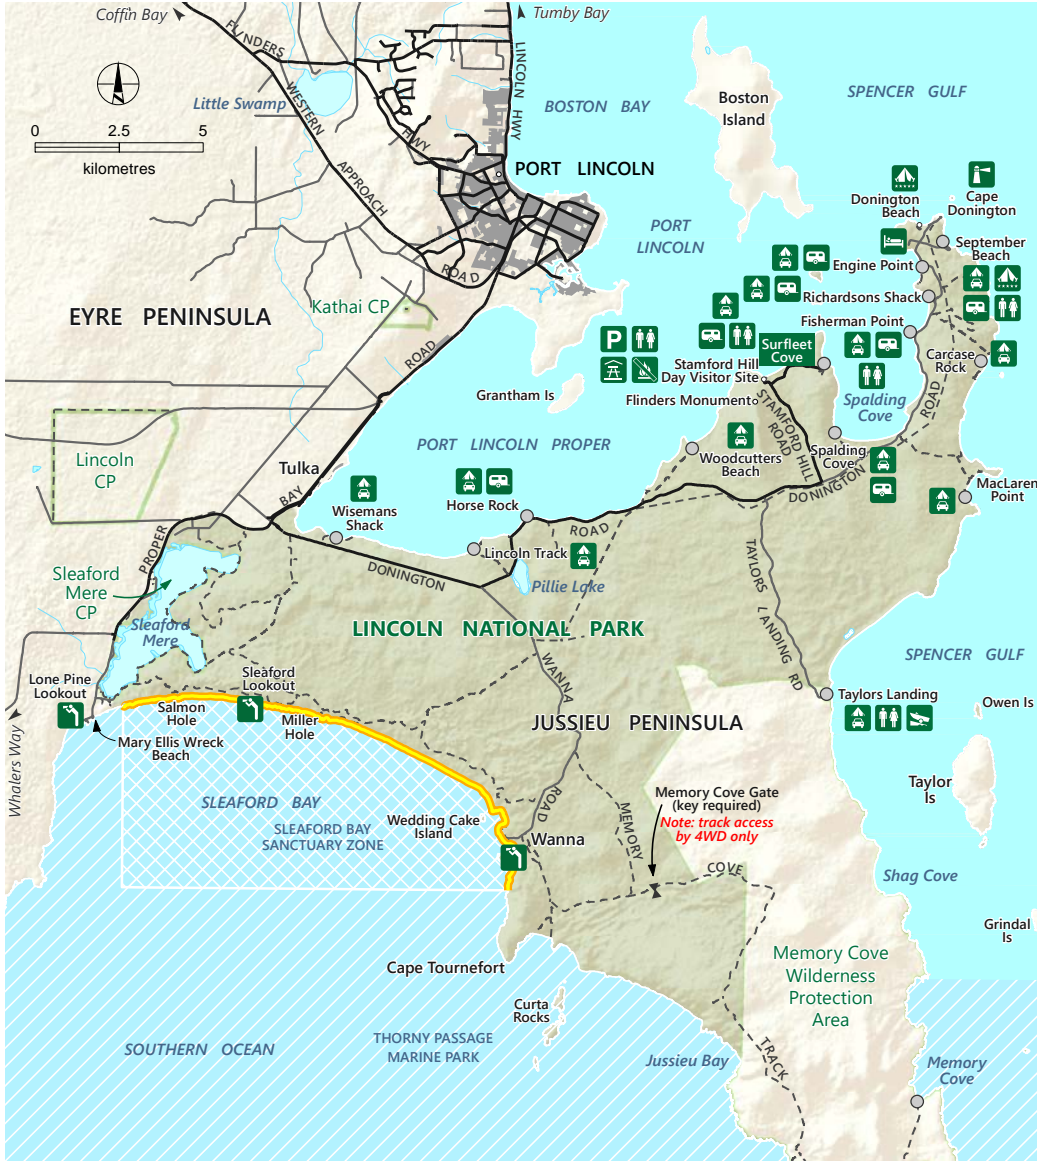 Coffin Bay
Tumby Bay
FLINDERS
WESTERN
APPROACH
ROAD
HWY
LINCOLN HWY
Little Swamp
BOSTON BAY
Boston
Island
SPENCER GULF
0 2.5 5
kilometres
PORT LINCOLN
PORT
LINCOLN
Donington
Beach
Cape
Donington
September
Beach
Engine Point
Richardsons Shack
Fisherman Point
Carcase
Rock
Kathai CP
EYRE PENINSULA
ROAD
P
Surfleet
Cove
Stamford Hill
Day Visitor Site
Flinders Monument
Grantham Is
Spalding
Cove
ROAD
STAMFORD HILL
ROAD
PORT LINCOLN PROPER
Lincoln
CP
Tulka
BAY
Woodcutters
Beach
Spalding
Cove
DONINGTON
MacLaren
Point
Wisemans
Shack
Horse Rock
ROAD
PROPER
Lincoln Track
DONINGTON
Pillie Lake
TAYLORS LANDING RD
Sleaford
Mere
CP
Sleaford
Mere
LINCOLN NATIONAL PARK
SPENCER GULF
WANNA
ROAD
Sleaford
Lookout
Lone Pine
Lookout
Salmon
Hole
Miller
Hole
Taylors Landing
Owen Is
JUSSIEU PENINSULA
Mary Ellis Wreck
Beach
Whalers Way
Taylor
Is
Memory Cove Gate
(key required)
Note: track access
by 4WD only
SLEAFORD BAY
SLEAFORD BAY
SANCTUARY ZONE
Wedding Cake
Island
Wanna
MEMORY
COVE
TRACK
Shag Cove
Grindal
Is
Cape Tournefort
Memory Cove
Wilderness
Protection
Area
Curta
Rocks
SOUTHERN OCEAN
THORNY PASSAGE
MARINE PARK
Jussieu Bay
Memory
Cove